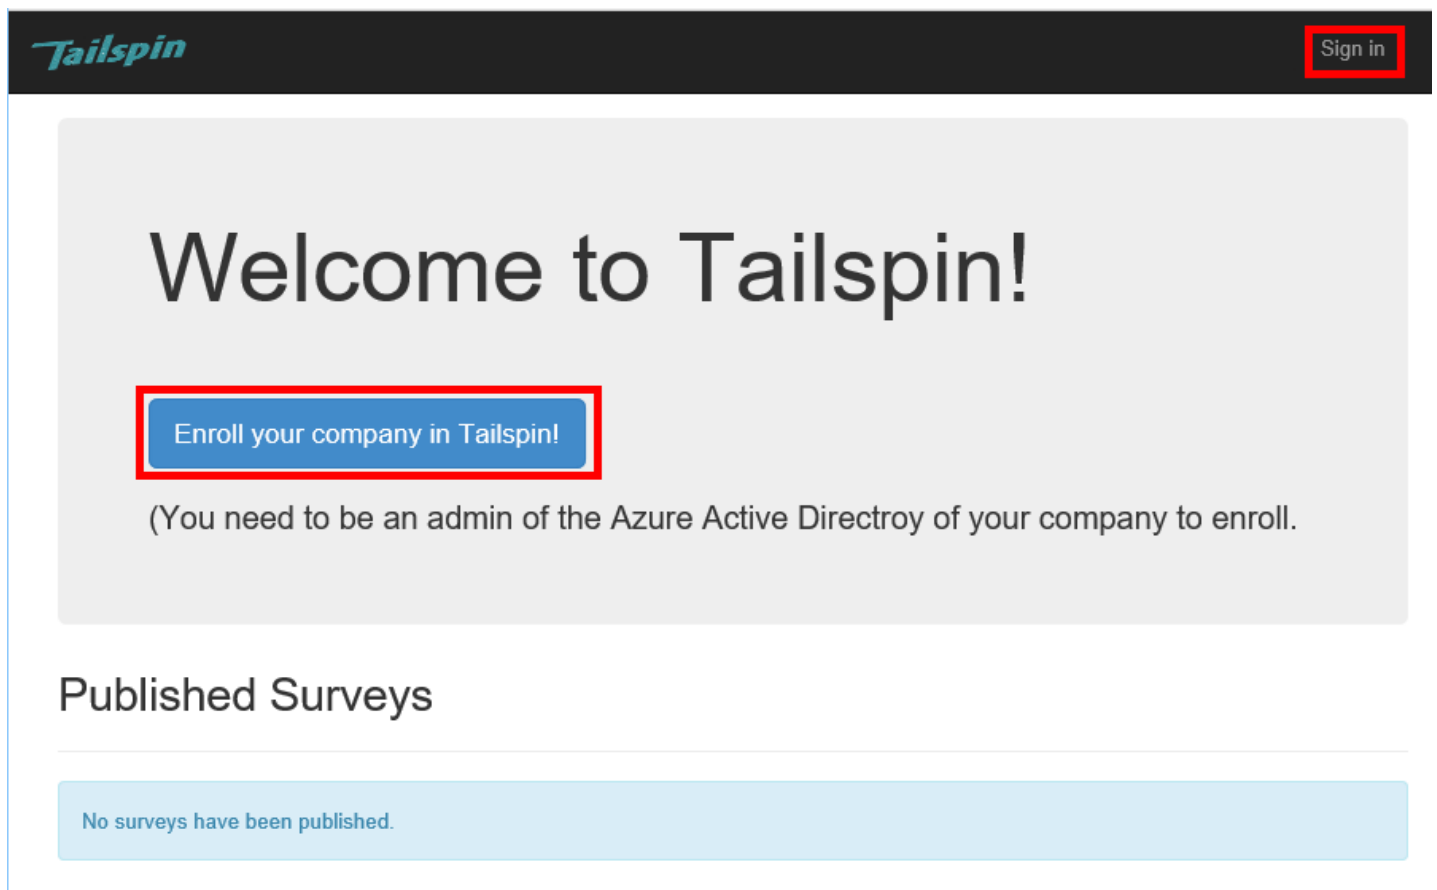 Tailspin
Sign in
Welcome to Tailspin!
Enroll your company in Tailspin!
(You need to be an admin of the Azure Active Directroy of your company to enroll.
Published Surveys
No surveys have been published.